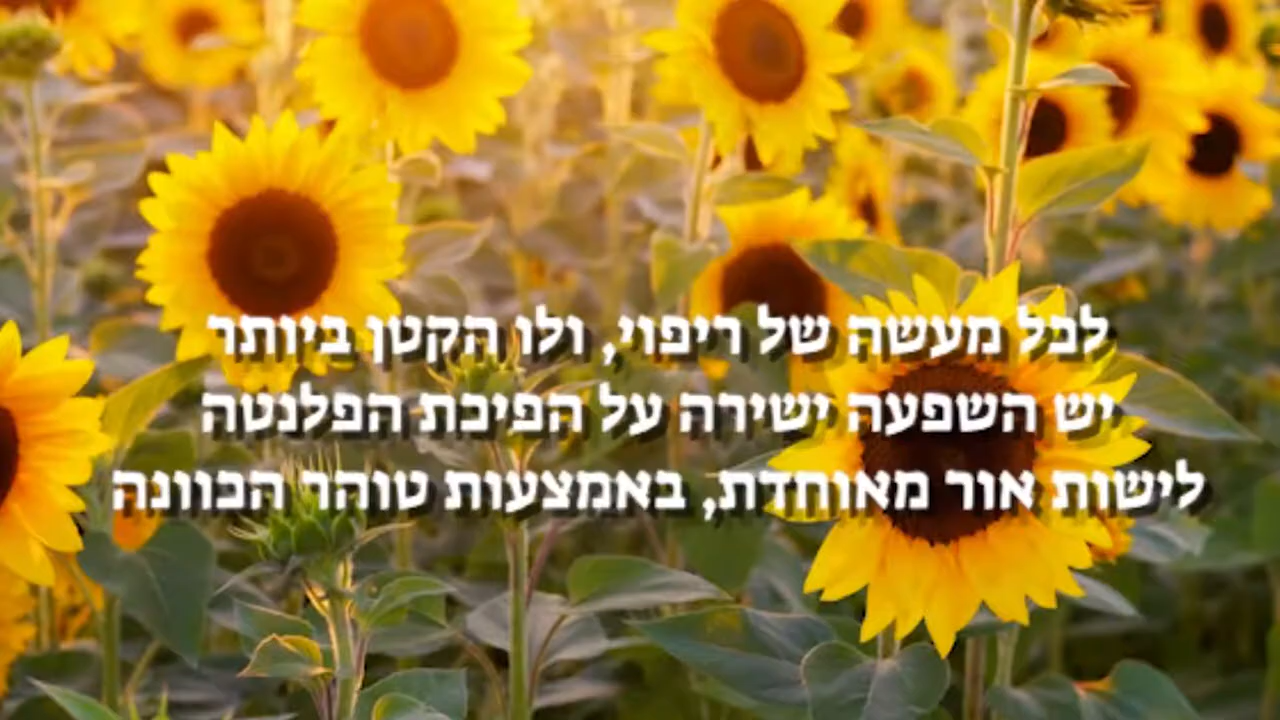 לכל מעשה של ריפוי, ולו הקטן ביותר
יש השפעה ישירה על הפיכת הפלנטה
לישות אור מאוחדת, באמצעות טוהר הכוונה